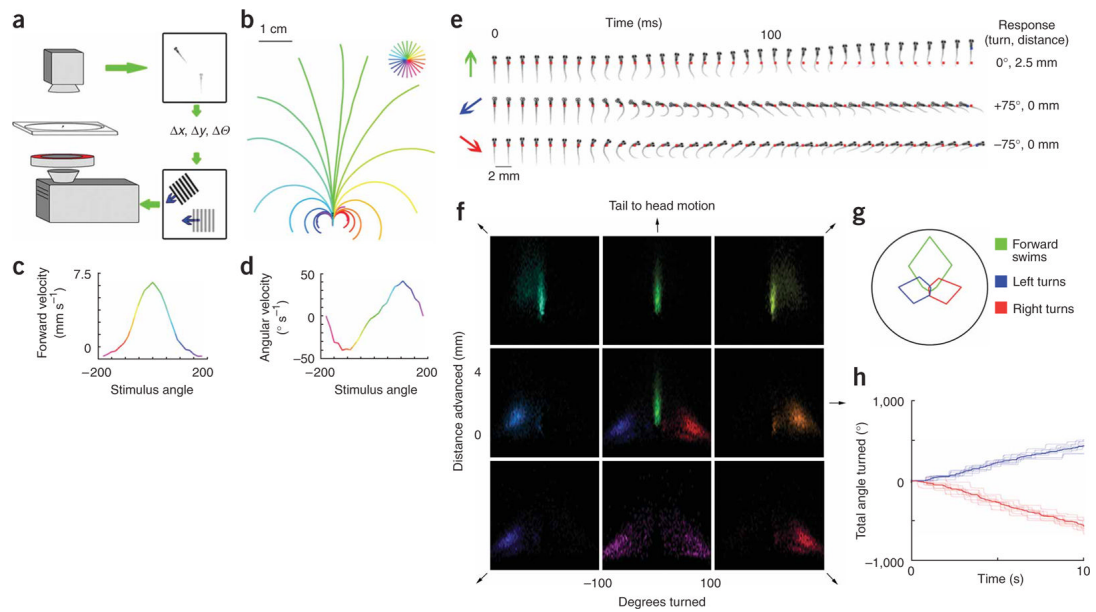 a
Δx, Δy, ΔΘ
b
1 cm
c
7.5
0
Forward velocity
(mm s⁻¹)
−200
200
Stimulus angle
d
50
0
−50
Angular velocity
(° s⁻¹)
−200
200
Stimulus angle
e
Time (ms)
0
100
Response
(turn, distance)
0°, 2.5 mm
+75°, 0 mm
−75°, 0 mm
2 mm
f
Tail to head motion
Distance advanced (mm)
4
0
−100
100
Degrees turned
g
Forward
swims
Left turns
Right turns
h
1,000
0
−1,000
Total angle turned (°)
0
10
Time (s)